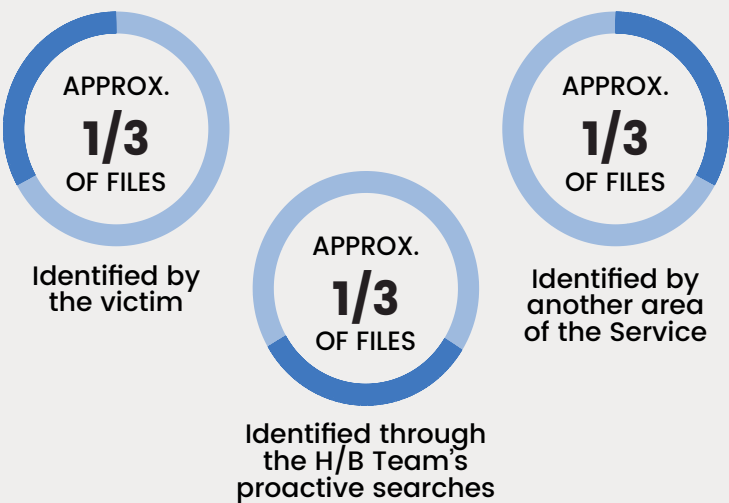 APPROX.
1/3
OF FILES
Identified by
the victim
APPROX.
1/3
OF FILES
Identified through
the H/B Team's
proactive searches
APPROX.
1/3
OF FILES
Identified by
another area
of the Service